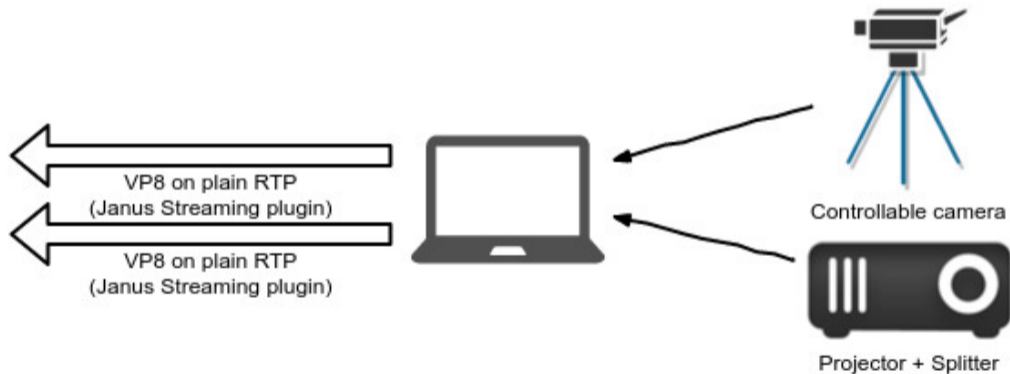 VP8 on plain RTP
(Janus Streaming plugin)
VP8 on plain RTP
(Janus Streaming plugin)
Controllable camera
Projector + Splitter